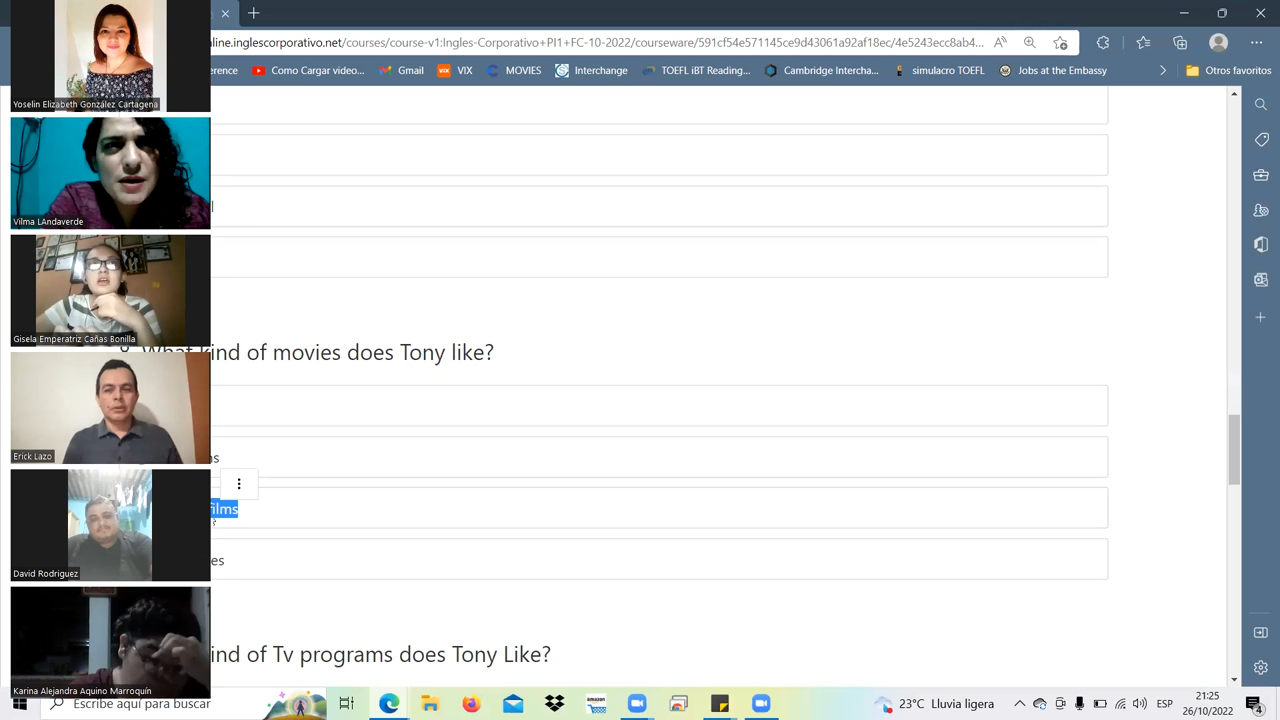 Yoselin Elizabeth González Cartagena
Vilma LAndaverde
Gisela Emperatriz Cañas Bonilla
Erick Lazo
David Rodriguez
Karina Alejandra Aquino Marroquín
nline.inglescorporativo.net/courses/course-v1:Ingles-Corporativo+PI1+FC-10-2022/courseware/591cf54e571145ce9d43061a92af18ec/4e5243ecc8ab4...
erence
Como Cargar video...
Gmail
VIX
MOVIES
Interchange
TOEFL iBT Reading...
Cambridge intercha...
simulacro TOEFL
Jobs at the Embassy
Otros favoritos
l
8. What kind of movies does Tony like?
ns
films
es
ind of Tv programs does Tony Like?
Escribe aquí para buscar
amazon
23°C Lluvia ligera
ESP
21:25
26/10/2022
4